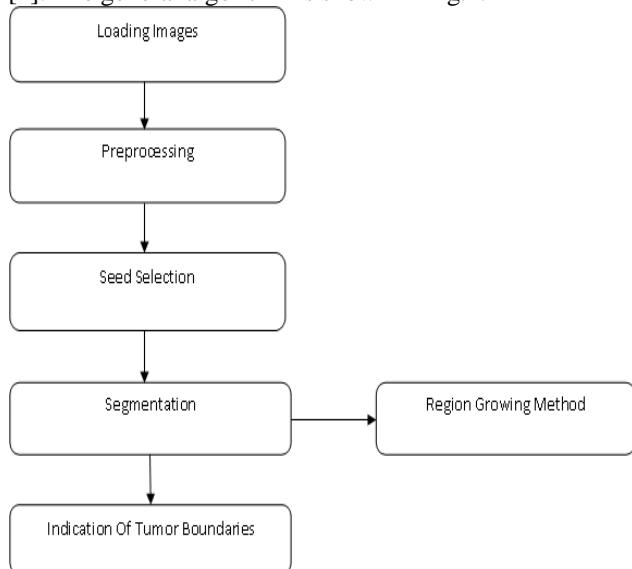 Loading Images
Preprocessing
Seed Selection
Segmentation
Region Growing Method
Indication Of Tumor Boundaries